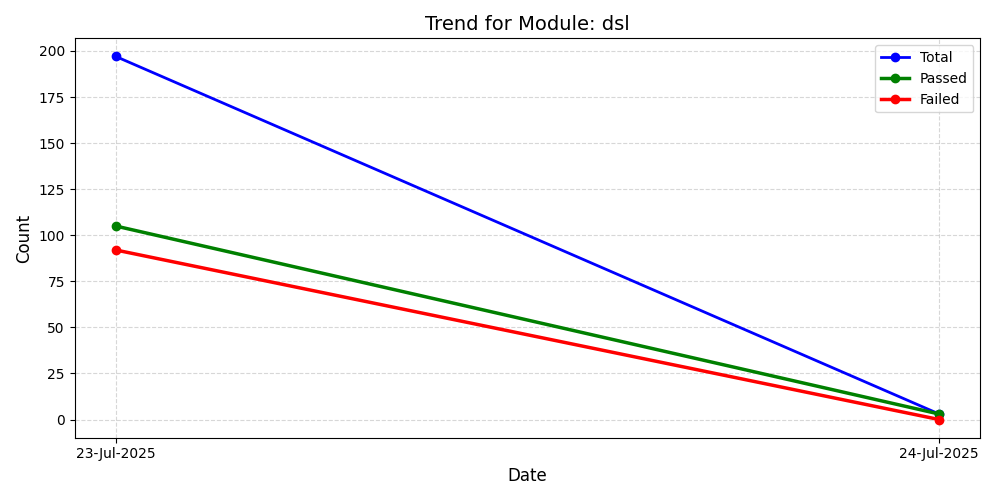 Trend for Module: dsl
Total
Passed
Failed
200
175
150
125
100
75
50
25
0
Count
23-Jul-2025
24-Jul-2025
Date